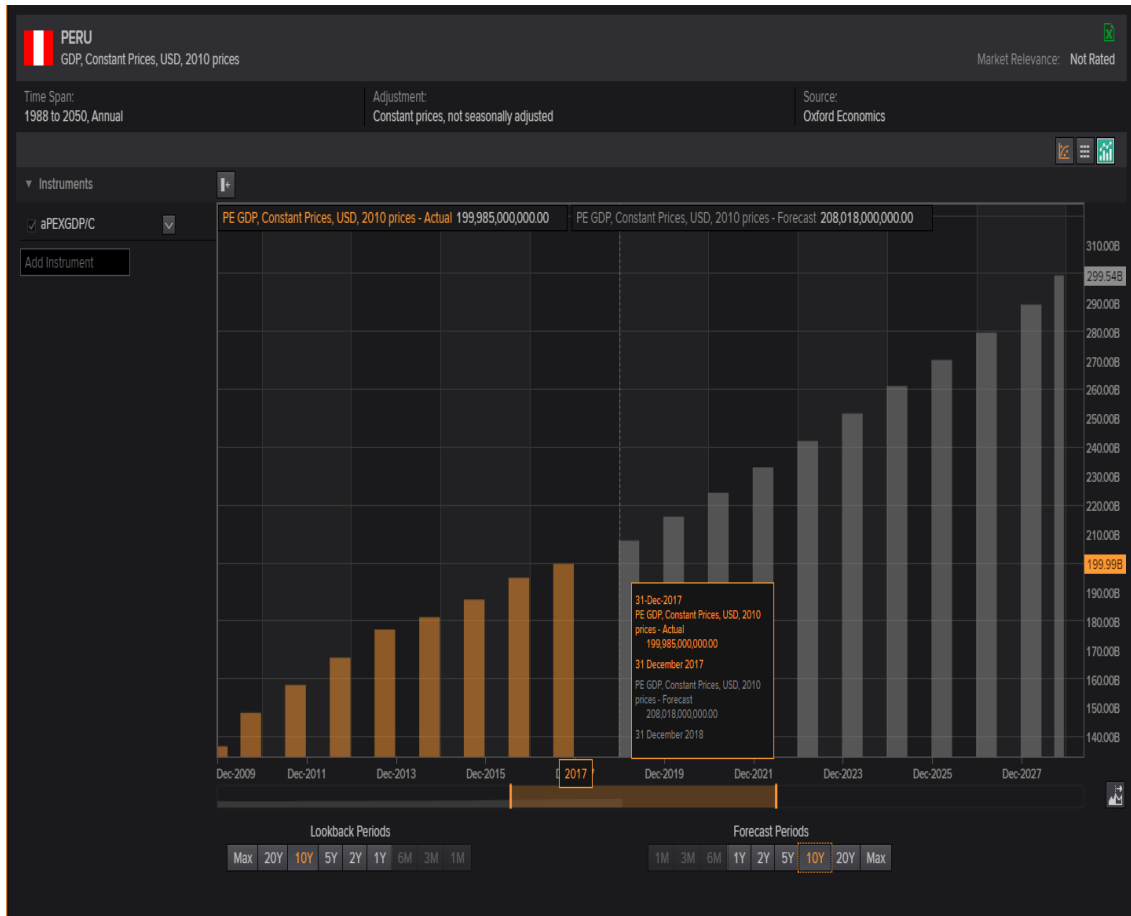 PERU
GDP, Constant Prices, USD, 2010 prices
Market Relevance: Not Rated
Time Span:
1988 to 2050, Annual
Adjustment:
Constant prices, not seasonally adjusted
Source:
Oxford Economics
Instruments
aPEXGDP/C
Add Instrument
PE GDP, Constant Prices, USD, 2010 prices - Actual 199,985,000,000.00
PE GDP, Constant Prices, USD, 2010 prices - Forecast 208,018,000,000.00
310.00B
299.54B
290.00B
280.00B
270.00B
260.00B
250.00B
240.00B
230.00B
220.00B
210.00B
199.99B
190.00B
180.00B
170.00B
160.00B
150.00B
140.00B
31-Dec-2017
PE GDP, Constant Prices, USD, 2010
prices - Actual
199,985,000,000.00
31 December 2017
PE GDP, Constant Prices, USD, 2010
prices - Forecast
208,018,000,000.00
31 December 2018
Dec-2009 Dec-2011 Dec-2013 Dec-2015 2017 Dec-2019 Dec-2021 Dec-2023 Dec-2025 Dec-2027
Lookback Periods
Max 20Y 10Y 5Y 2Y 1Y 6M 3M 1M
Forecast Periods
1M 3M 6M 1Y 2Y 5Y 10Y 20Y Max